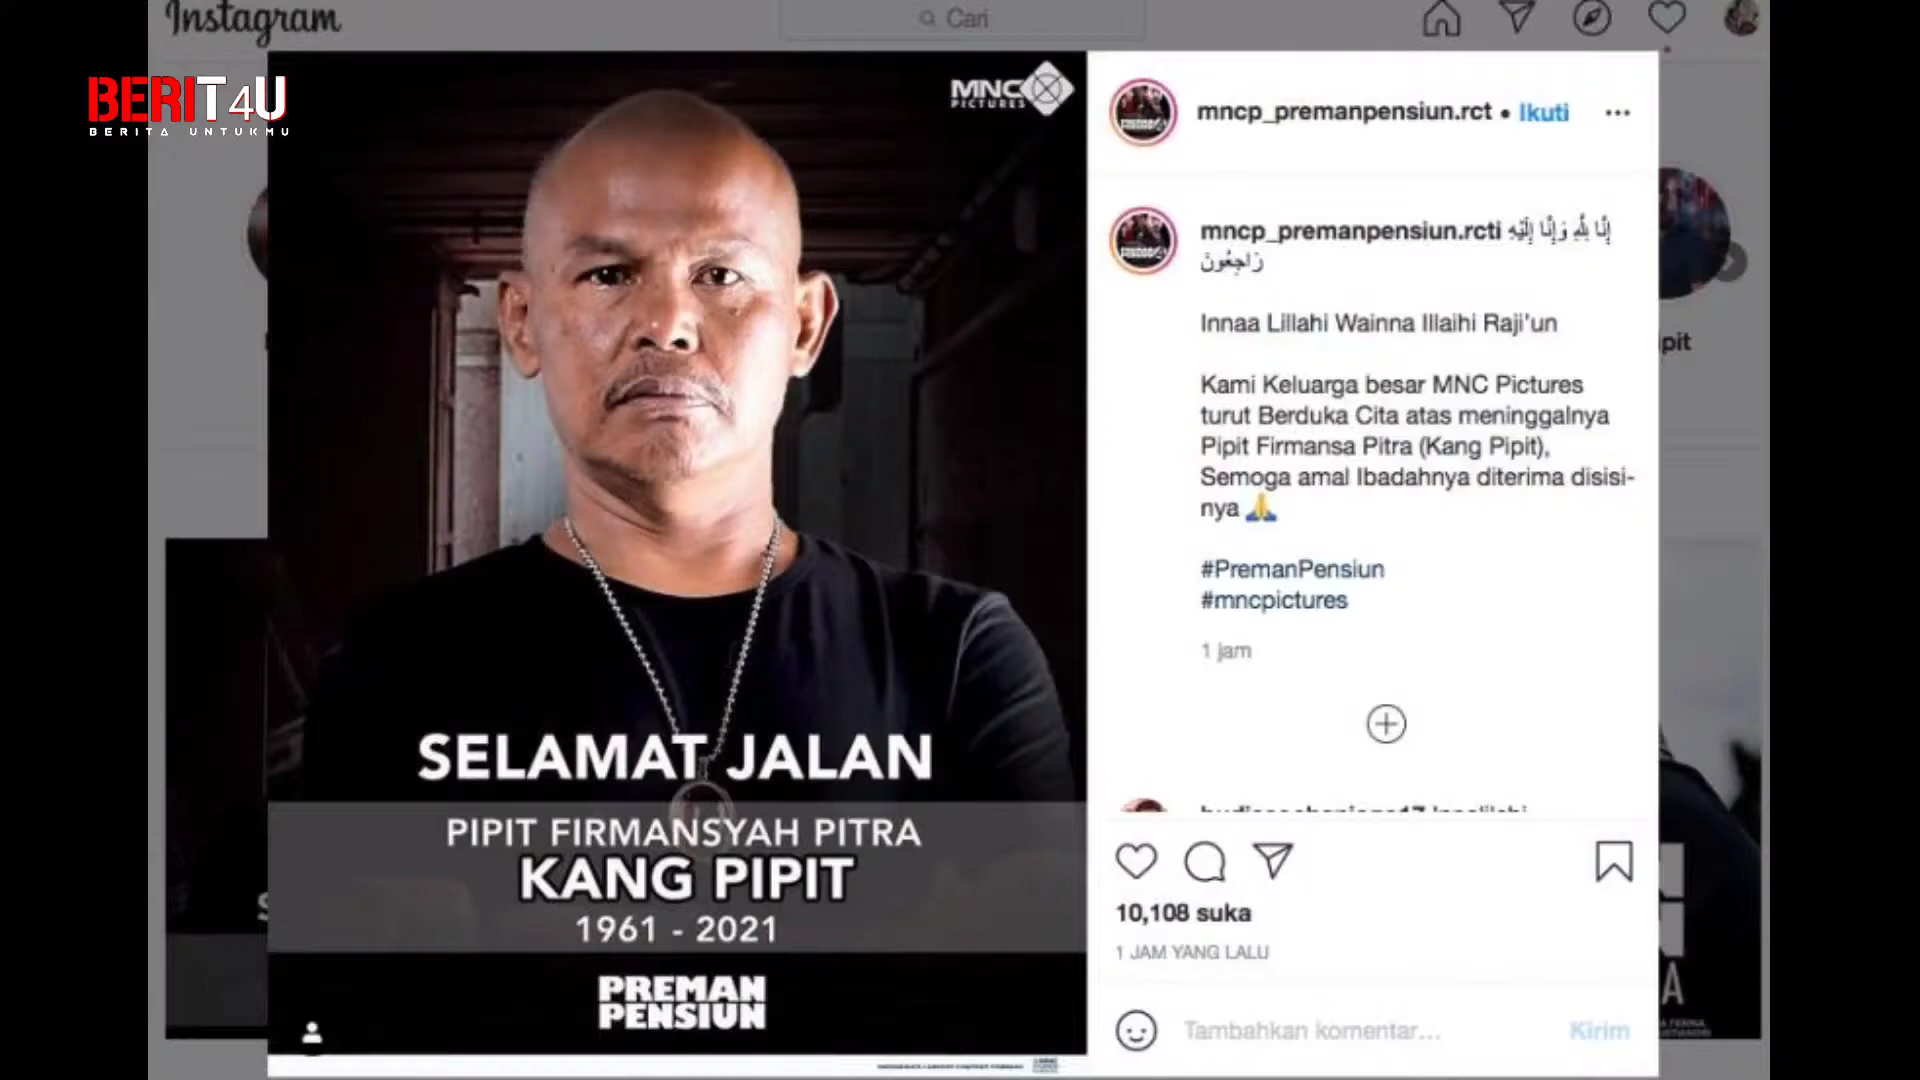 Instagram
Cari
BERIT4U
BERITA UNTUKMU
MNC
PICTURES
SELAMAT JALAN
PIPIT FIRMANSYAH PITRA
KANG PIPIT
1961 - 2021
PREMAN
PENSIUN
mncp_premanpensiun.rct • Ikuti
mncp_premanpensiun.rcti إِنَّا لِلَّهِ وَإِنَّا إِلَيْهِ
رَاجِعُونَ
Innaa Lillahi Wainna Illaihi Raji'un
Kami Keluarga besar MNC Pictures
turut Berduka Cita atas meninggalnya
Pipit Firmansa Pitra (Kang Pipit),
Semoga amal Ibadahnya diterima disisi-
nya 🙏
#PremanPensiun
#mncpictures
1 jam
10,108 suka
1 JAM YANG LALU
Tambahkan komentar...
Kirim
pit